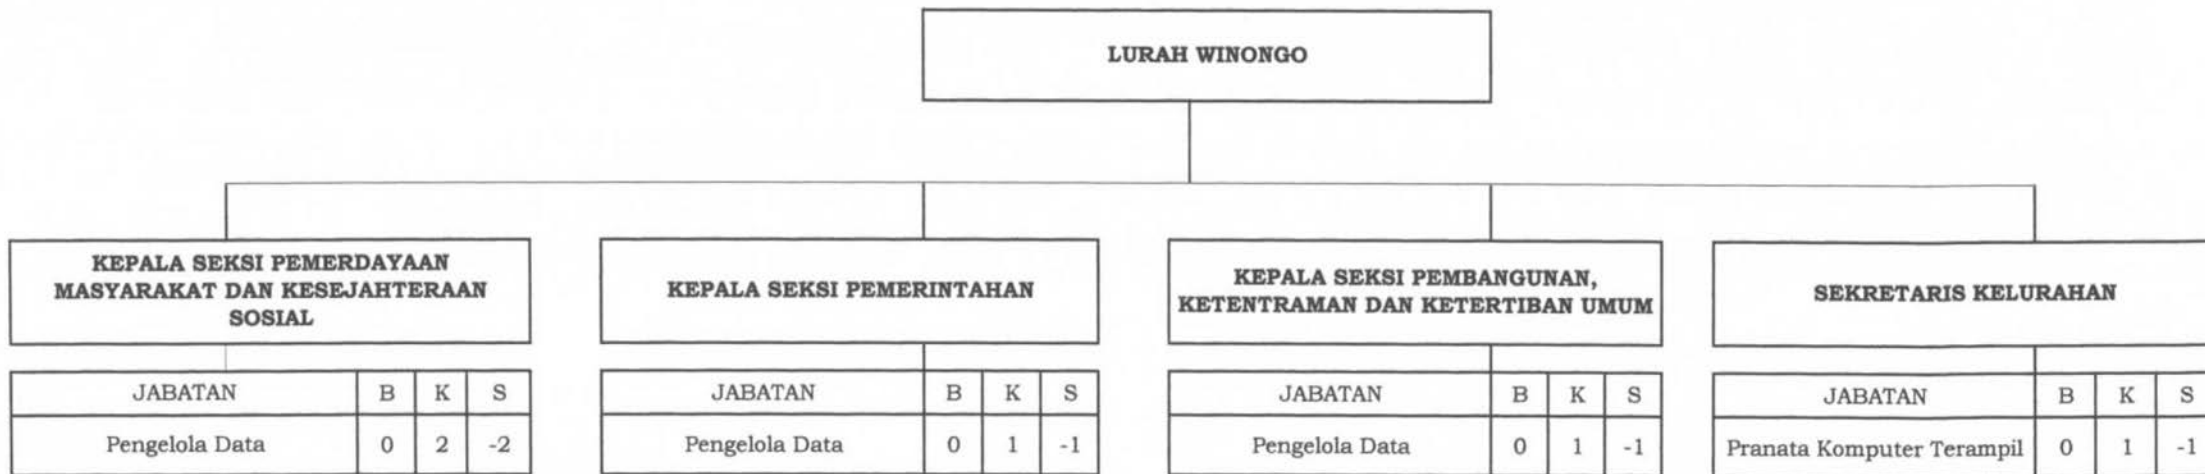 LURAH WINONGO
KEPALA SEKSI PEMERDAYAAN
MASYARAKAT DAN KESEJAHTERAAN
SOSIAL
KEPALA SEKSI PEMERINTAHAN
KEPALA SEKSI PEMBANGUNAN,
KETENTRAMAN DAN KETERTIBAN UMUM
SEKRETARIS KELURAHAN
JABATAN B K S
Pengelola Data 0 2 -2
JABATAN B K S
Pengelola Data 0 1 -1
JABATAN B K S
Pengelola Data 0 1 -1
JABATAN B K S
Pranata Komputer Terampil 0 1 -1